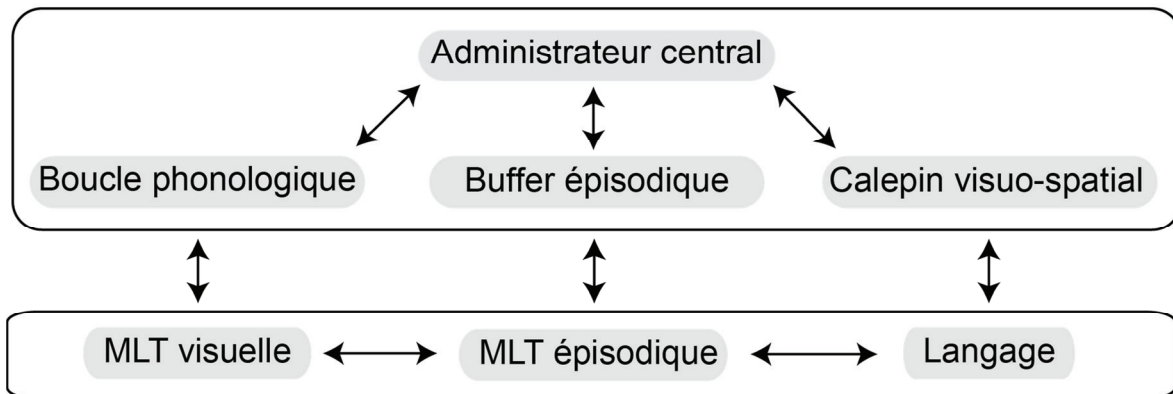 Administrateur central
Boucle phonologique
Buffer épisodique
Calepin visuo-spatial
MLT visuelle
MLT épisodique
Langage